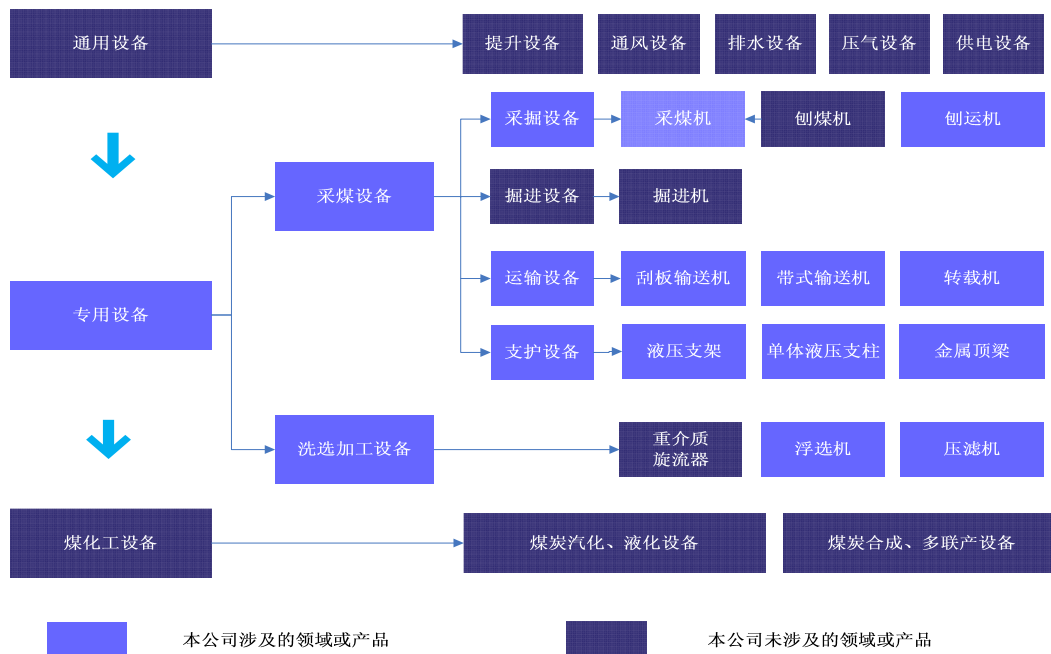 通用设备
提升设备
通风设备
排水设备
压气设备
供电设备
采掘设备
采煤机
刨煤机
刨运机
采煤设备
掘进设备
掘进机
运输设备
刮板输送机
带式输送机
转载机
专用设备
支护设备
液压支架
单体液压支柱
金属顶梁
洗选加工设备
重介质
旋流器
浮选机
压滤机
煤化工设备
煤炭汽化、液化设备
煤炭合成、多联产设备
本公司涉及的领域或产品
本公司未涉及的领域或产品